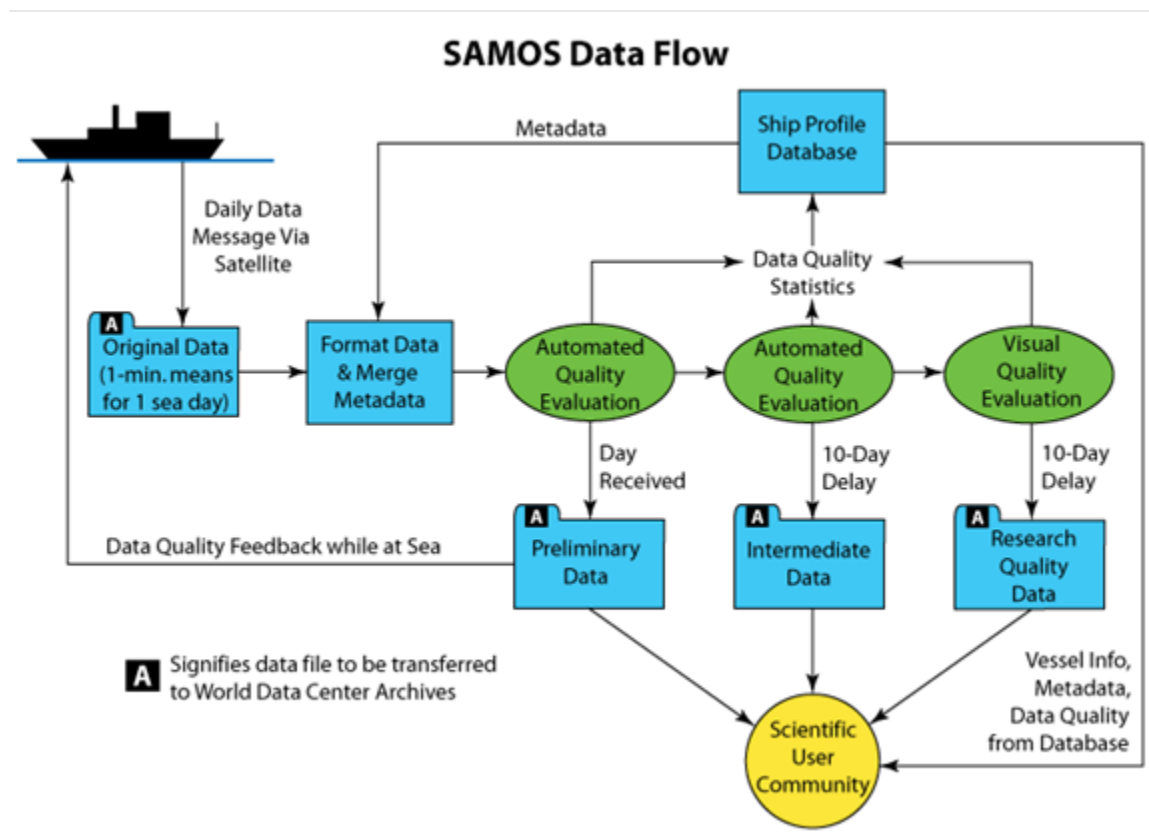 SAMOS Data Flow
Metadata
Ship Profile
Database
Daily Data
Message Via
Satellite
Data Quality
Statistics
A
Original Data
(1-min. means
for 1 sea day)
Format Data
& Merge
Metadata
Automated
Quality
Evaluation
Automated
Quality
Evaluation
Visual
Quality
Evaluation
Day
Received
10-Day
Delay
10-Day
Delay
Data Quality Feedback while at Sea
A
Preliminary
Data
A
Intermediate
Data
A
Research
Quality
Data
A
Signifies data file to be transferred
to World Data Center Archives
Vessel Info,
Metadata,
Data Quality
from Database
Scientific
User
Community